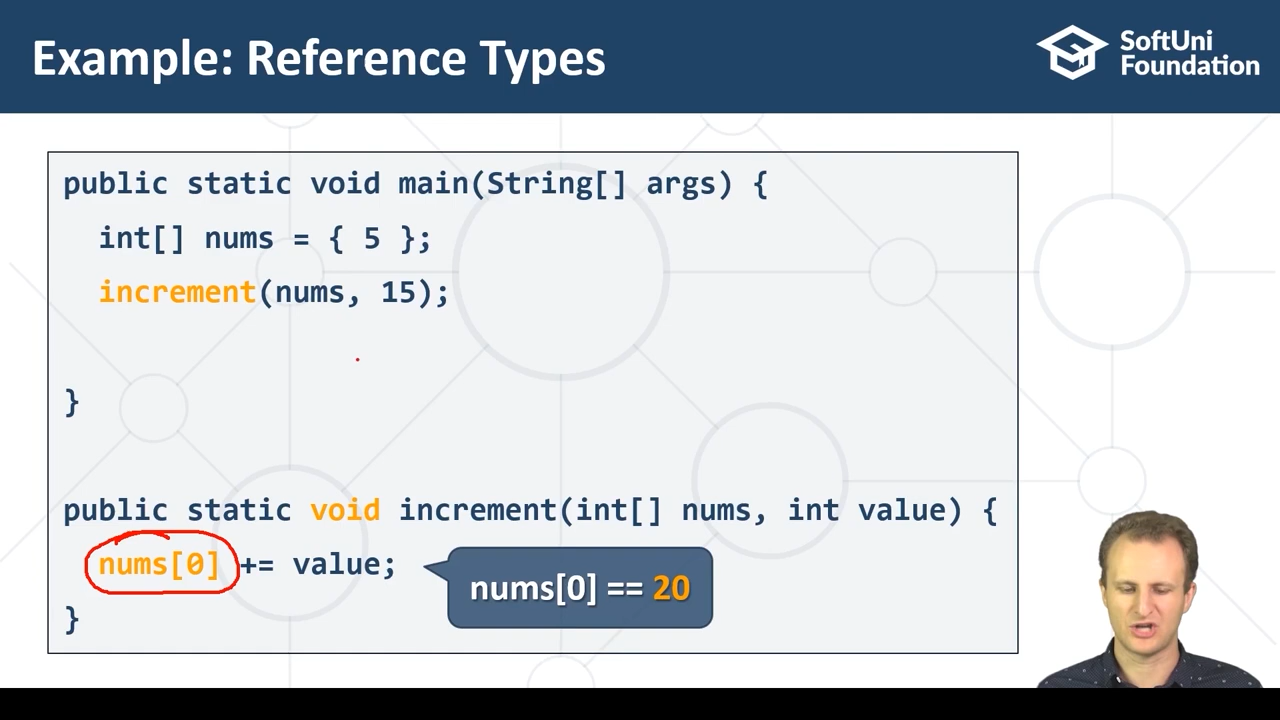 Example: Reference Types
SoftUni
Foundation
public static void main(String[] args) {
int[] nums = { 5 };
increment(nums, 15);
}
public static void increment(int[] nums, int value) {
nums[0] += value;
nums[0] == 20
}